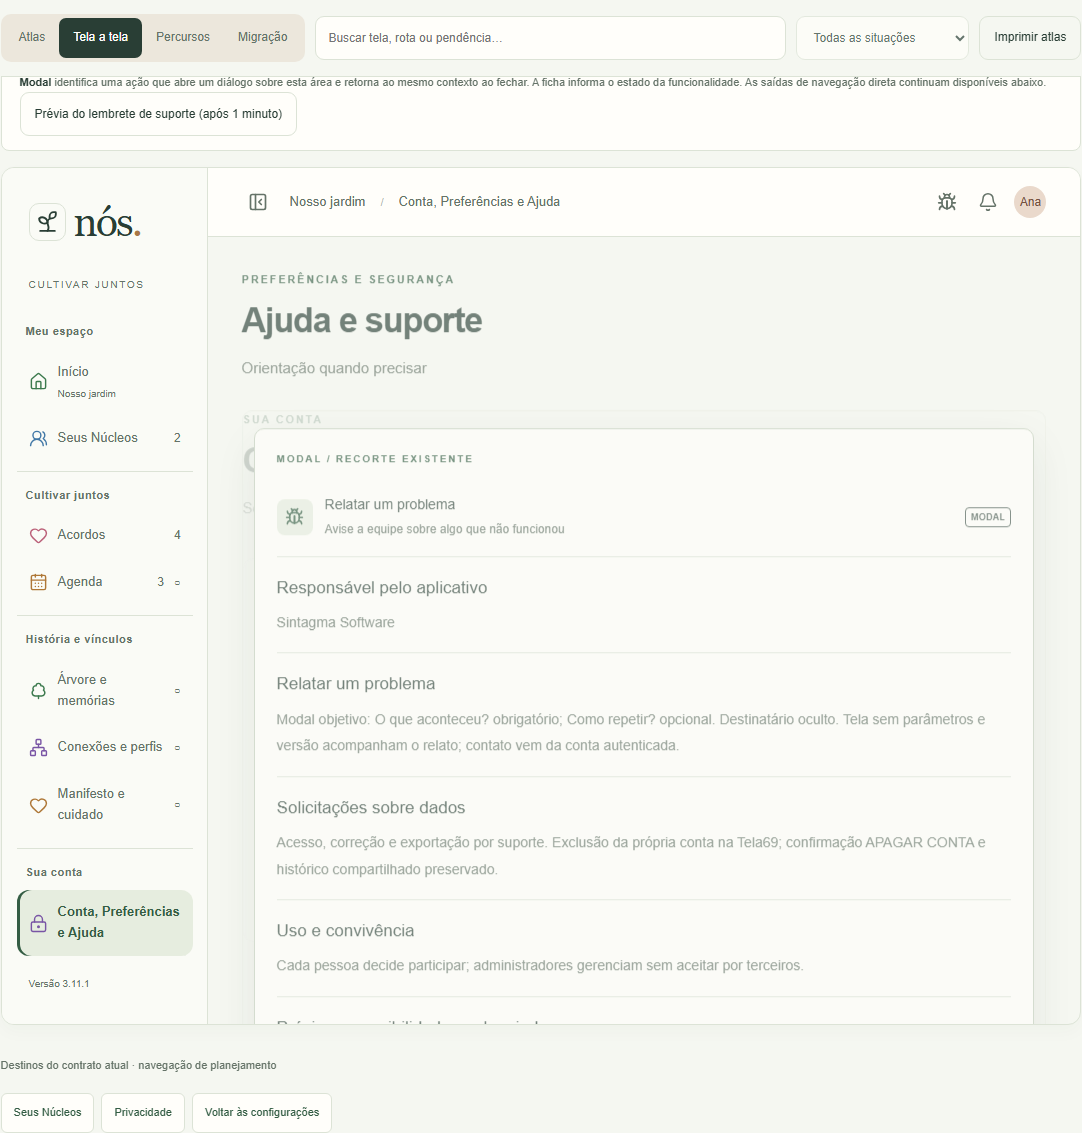 Atlas
Tela a tela
Percursos
Migração
Buscar tela, rota ou pendência…
Todas as situações
Imprimir atlas
Modal identifica uma ação que abre um diálogo sobre esta área e retorna ao mesmo contexto ao fechar. A ficha informa o estado da funcionalidade. As saídas de navegação direta continuam disponíveis abaixo.
Prévia do lembrete de suporte (após 1 minuto)
nós.
CULTIVAR JUNTOS
Meu espaço
Início
Nosso jardim
Seus Núcleos 2
Cultivar juntos
Acordos 4
Agenda 3
História e vínculos
Árvore e
memórias
Conexões e perfis
Manifesto e
cuidado
Sua conta
Conta, Preferências
e Ajuda
Versão 3.11.1
Nosso jardim / Conta, Preferências e Ajuda
Ana
PREFERÊNCIAS E SEGURANÇA
Ajuda e suporte
Orientação quando precisar
SUA CONTA
MODAL / RECORTE EXISTENTE
Relatar um problema
Avise a equipe sobre algo que não funcionou
MODAL
Responsável pelo aplicativo
Sintagma Software
Relatar um problema
Modal objetivo: O que aconteceu? obrigatório; Como repetir? opcional. Destinatário oculto. Tela sem parâmetros e
versão acompanham o relato; contato vem da conta autenticada.
Solicitações sobre dados
Acesso, correção e exportação por suporte. Exclusão da própria conta na Tela69; confirmação APAGAR CONTA e
histórico compartilhado preservado.
Uso e convivência
Cada pessoa decide participar; administradores gerenciam sem aceitar por terceiros.
Destinos do contrato atual · navegação de planejamento
Seus Núcleos
Privacidade
Voltar às configurações